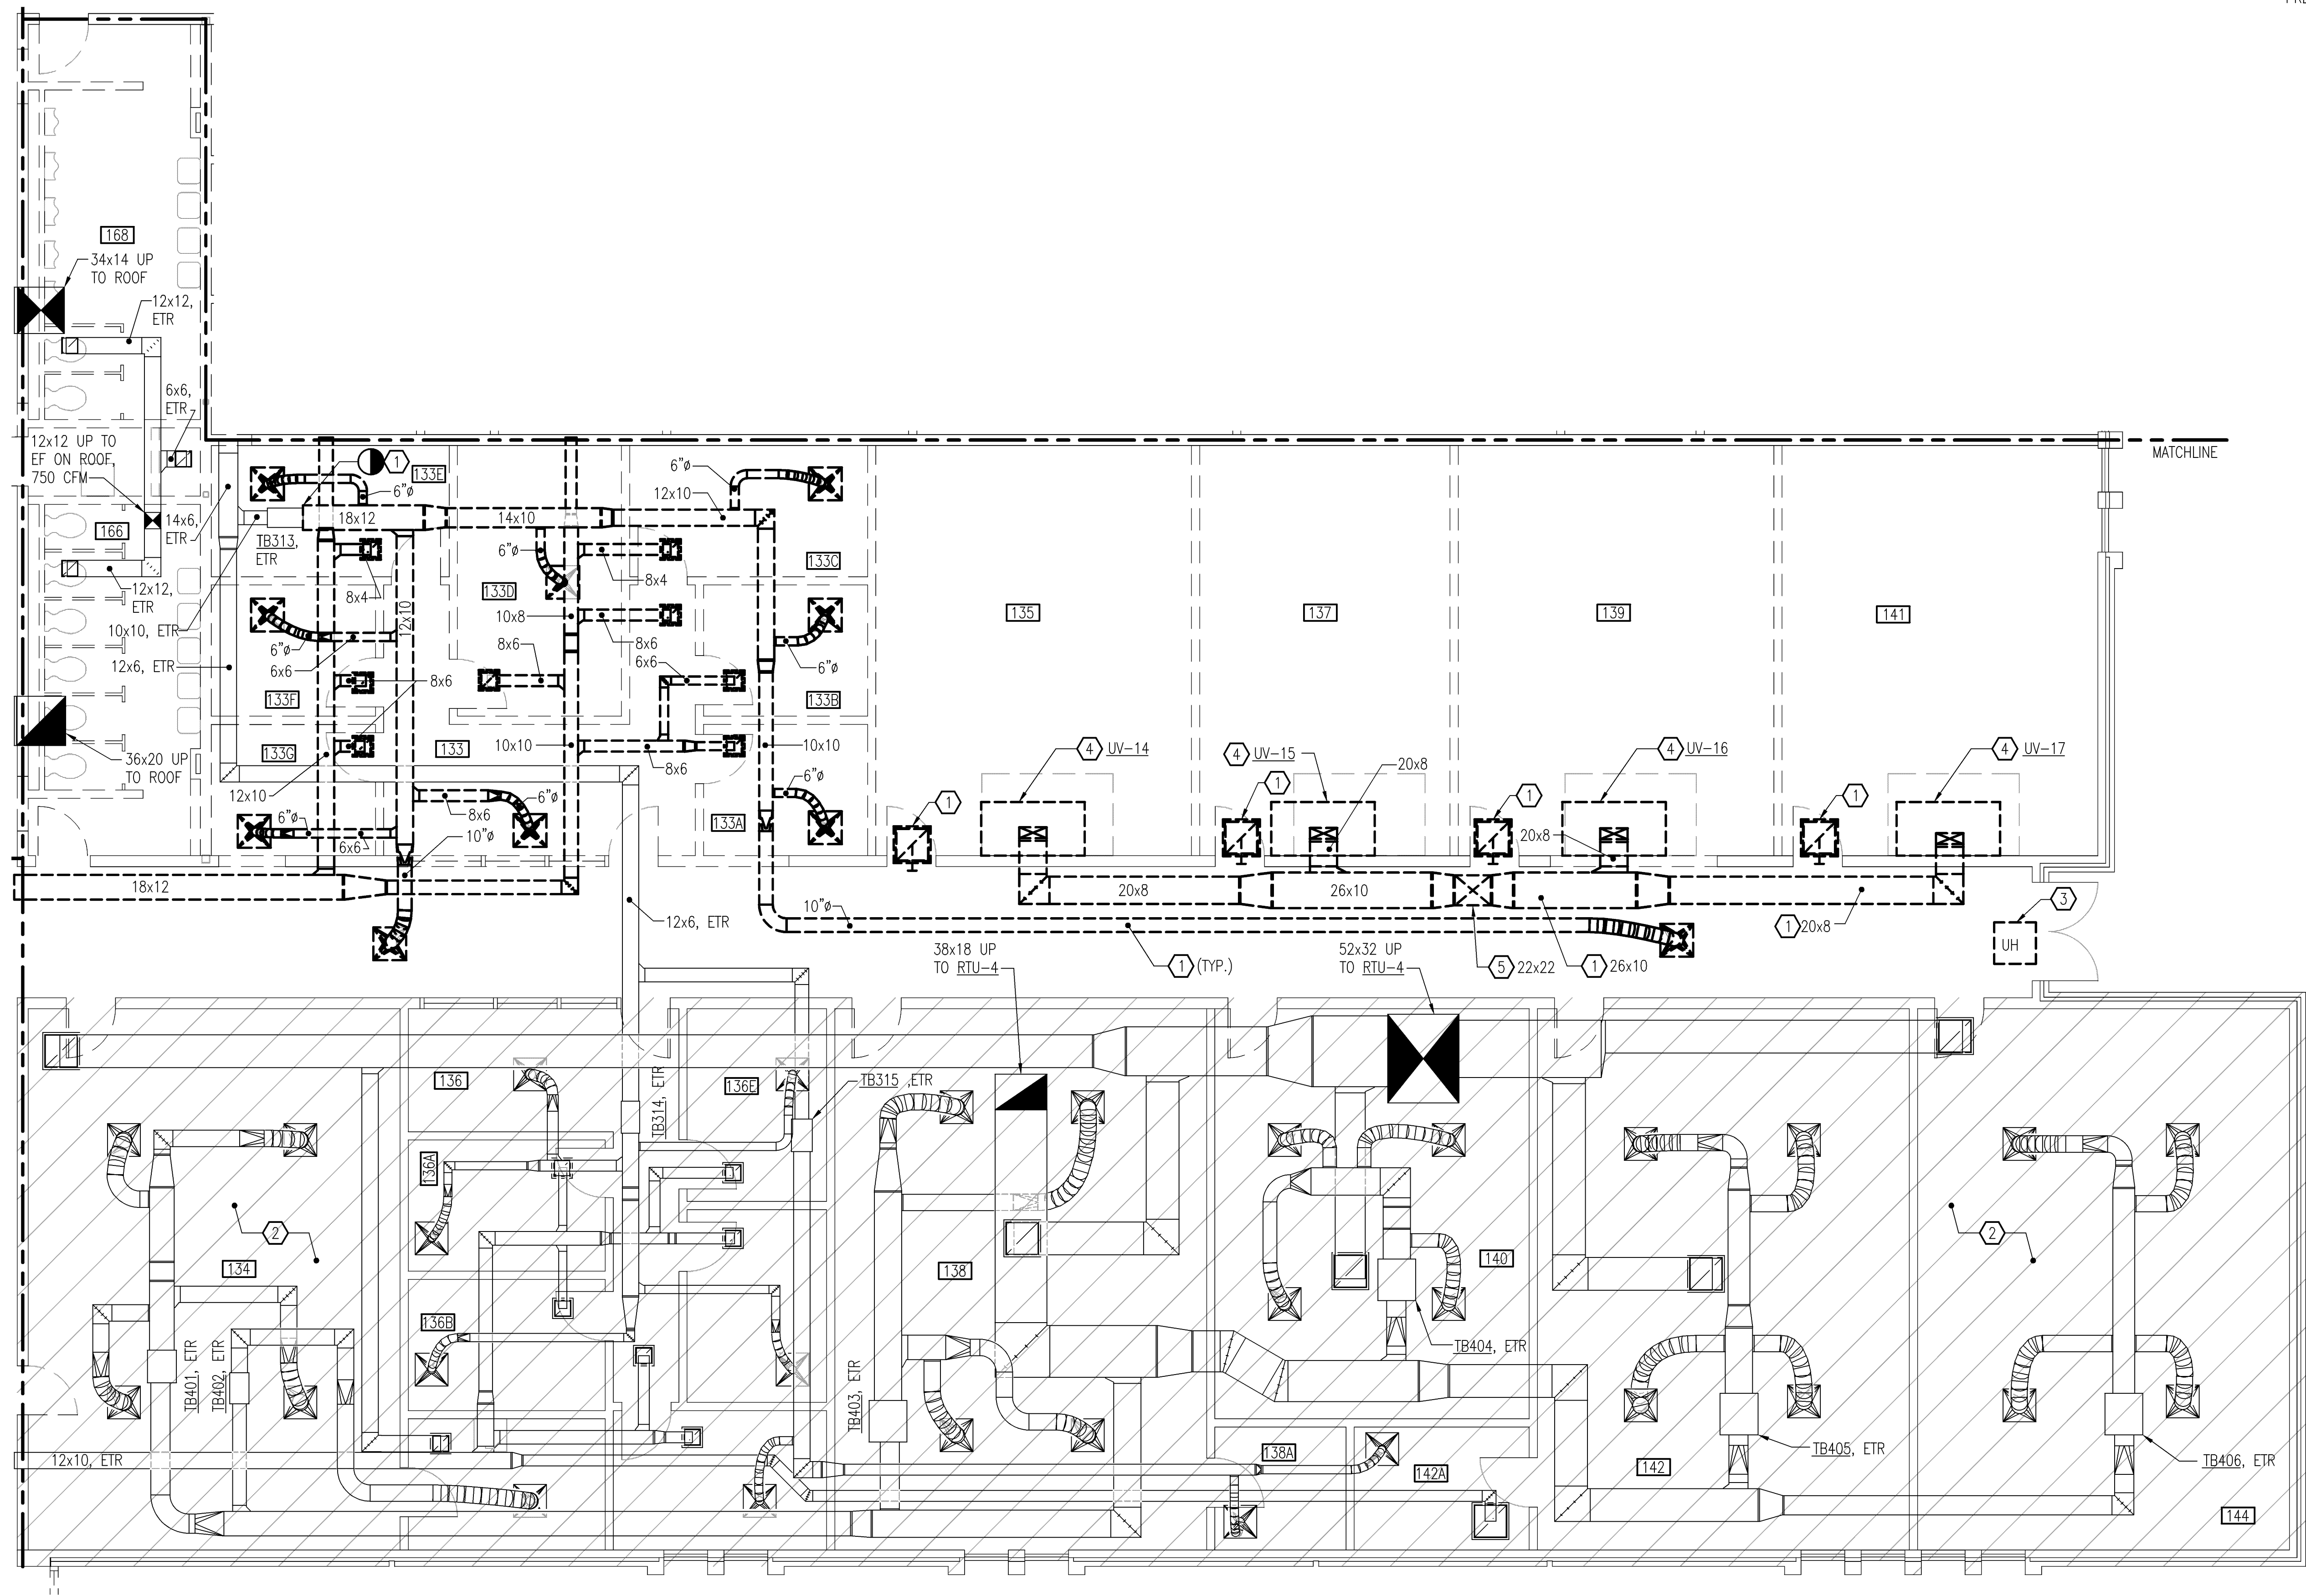 168
34x14 UP
TO ROOF
12x12,
ETR
6x6,
ETR
12x12 UP TO
EF ON ROOF,
750 CFM
166
14x6,
ETR
12x12,
ETR
10x10, ETR
12x6, ETR
36x20 UP
TO ROOF
MATCHLINE
1
133E
6"ø
18x12
14x10
TB313,
ETR
6"ø
12x10
6"ø
8x4
133C
8x4
12x10
133D
10x8
8x6
8x6
6x6
6"ø
6x6
6"ø
133F
8x6
133B
133G
133
10x10
8x6
10x10
12x10
6"ø
6x6
8x6
6"ø
10"ø
6"ø
133A
18x12
135
137
139
141
4 UV-14
4 UV-15
4 UV-16
4 UV-17
1
1
1
1
20x8
20x8
20x8
26x10
10"ø
12x6, ETR
38x18 UP
TO RTU-4
1 (TYP.)
52x32 UP
TO RTU-4
5 22x22
1 26x10
1 20x8
3
UH
136
136E
TB314, ETR
TB315 ,ETR
136A
2
134
136B
138
140
2
TB401, ETR
TB402, ETR
TB403, ETR
TB404, ETR
12x10, ETR
138A
142A
142
TB405, ETR
TB406, ETR
144